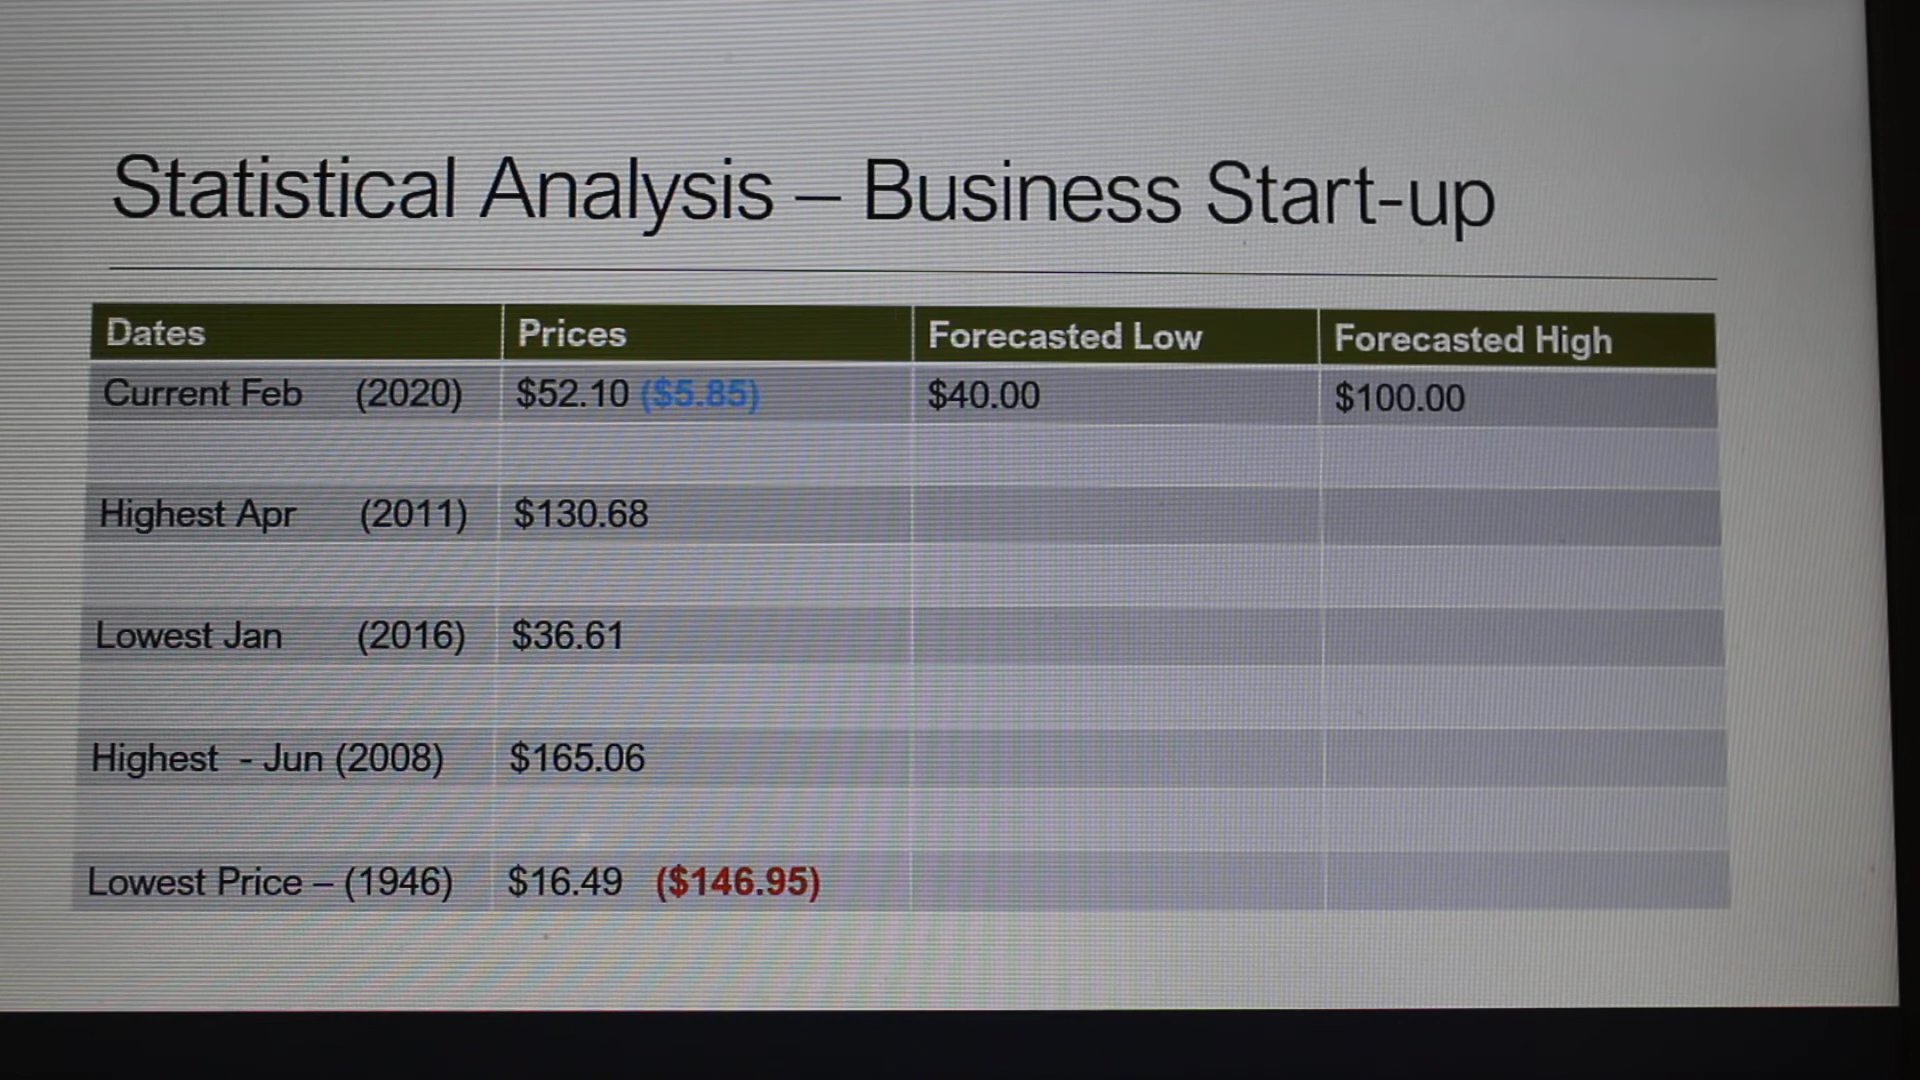 Statistical Analysis – Business Start-up
Dates Prices Forecasted Low Forecasted High
Current Feb (2020) $52.10 ($5.85) $40.00 $100.00
Highest Apr (2011) $130.68
Lowest Jan (2016) $36.61
Highest - Jun (2008) $165.06
Lowest Price – (1946) $16.49 ($146.95)